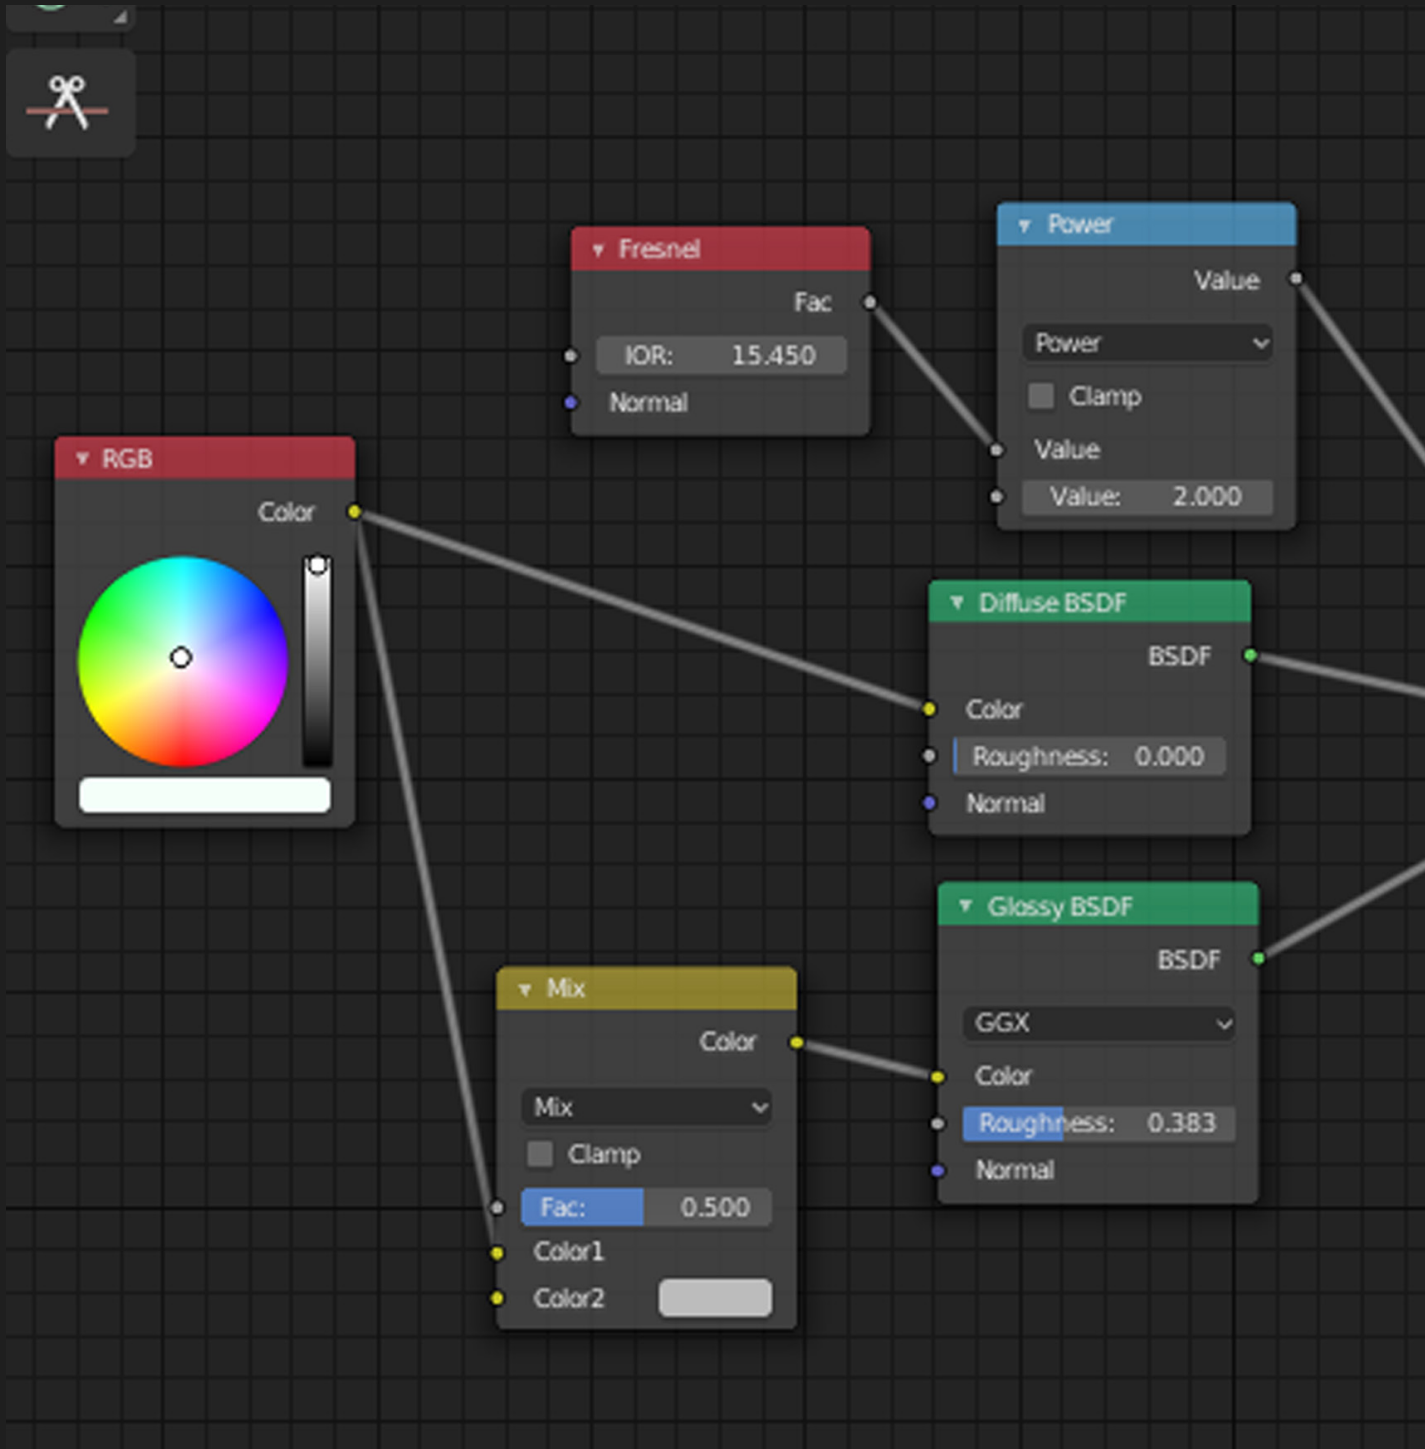 Fresnel
Fac
IOR: 15.450
Normal
Power
Value
Power
Clamp
Value
Value: 2.000
RGB
Color
Diffuse BSDF
BSDF
Color
Roughness: 0.000
Normal
Glossy BSDF
BSDF
GGX
Color
Roughness: 0.383
Normal
Mix
Color
Mix
Clamp
Fac: 0.500
Color1
Color2